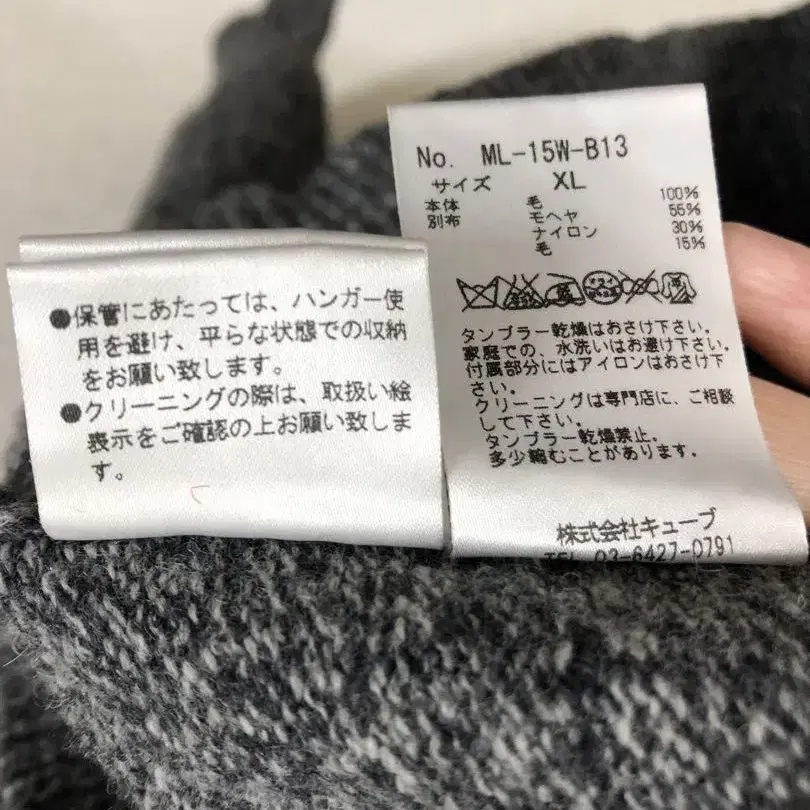 ●保管にあたっては、ハンガー使
用を避け、平らな状態での収納
をお願い致します。
●クリーニングの際は、取扱い絵
表示をご確認の上お願い致しま
す。
No. ML-15W-B13
サイズ XL
本体 毛 100%
別布 モヘヤ 55%
ナイロン 30%
毛 15%
タンブラー乾燥はおさけ下さい。
家庭での、水洗いはお避け下さい。
付属部分にはアイロンはおさけ下
さい。
クリーニングは専門店に、ご相談
して下さい。
タンブラー乾燥禁止。
多少縮むことがあります。
株式会社キューブ
TEL 03-6427-0791